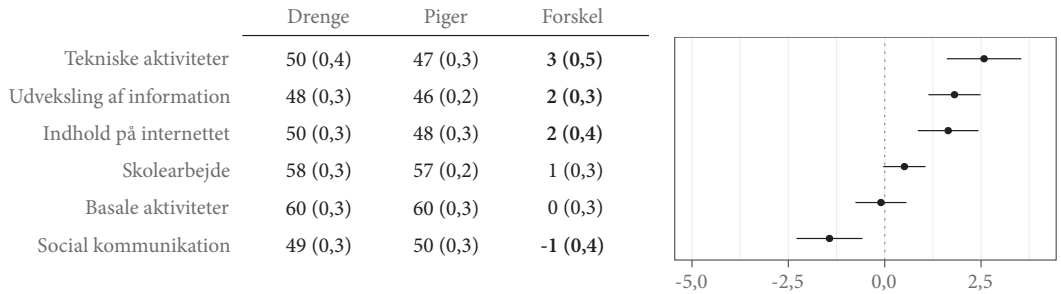 Drenge Piger Forskel
Tekniske aktiviteter 50 (0,4) 47 (0,3) 3 (0,5)
Udveksling af information 48 (0,3) 46 (0,2) 2 (0,3)
Indhold på internettet 50 (0,3) 48 (0,3) 2 (0,4)
Skolearbejde 58 (0,3) 57 (0,2) 1 (0,3)
Basale aktiviteter 60 (0,3) 60 (0,3) 0 (0,3)
Social kommunikation 49 (0,3) 50 (0,3) -1 (0,4)
-5,0 -2,5 0,0 2,5